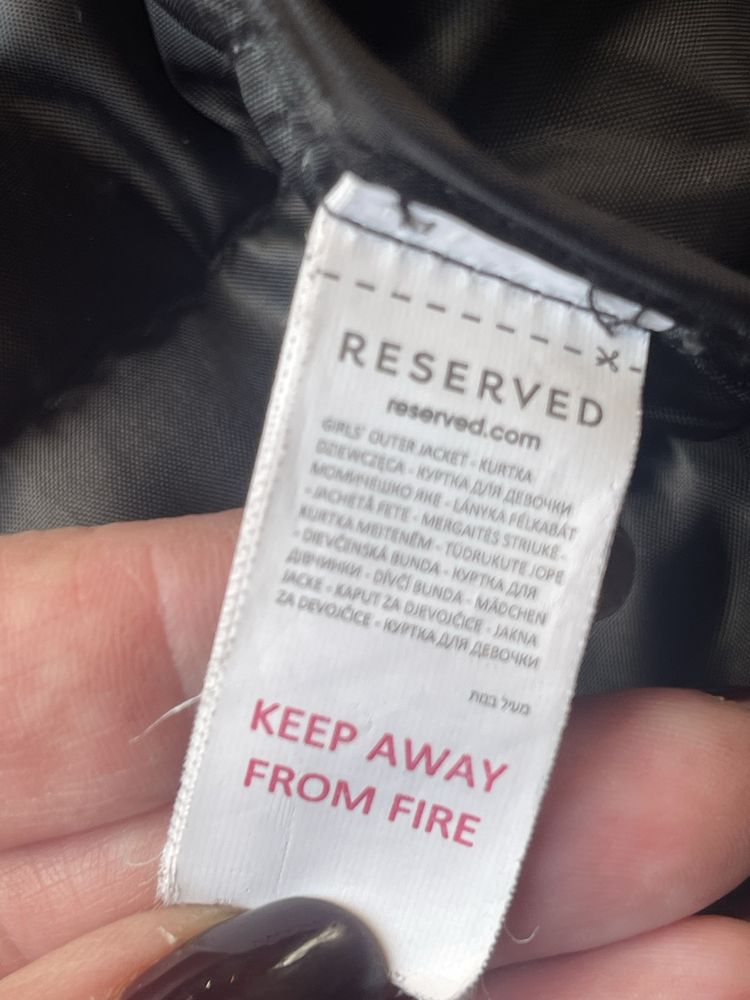 RESERVED
reserved.com
GIRLS' OUTER JACKET - KURTKA
DZIEWCZĘCA - КУРТКА ДЛЯ ДЕВОЧКИ
МОМИЧЕШКО ЯКЕ - LÁNYKA FÉLKABÁT
- JACHETĂ FETE - MERGAITĖS STRIUKĖ -
KURTKA MEITENĒM - TÜDRUKUTE JOPE
- DIEVČENSKÁ BUNDA - КУРТКА ДЛЯ
ДІВЧИНКИ - DÍVČÍ BUNDA - MÄDCHEN
JACKE - KAPUT ZA DJEVOJČICE - JAKNA
ZA DEVOJČICE - КУРТКА ДЛЯ ДЕВОЧКИ
מעיל בנות
KEEP AWAY
FROM FIRE